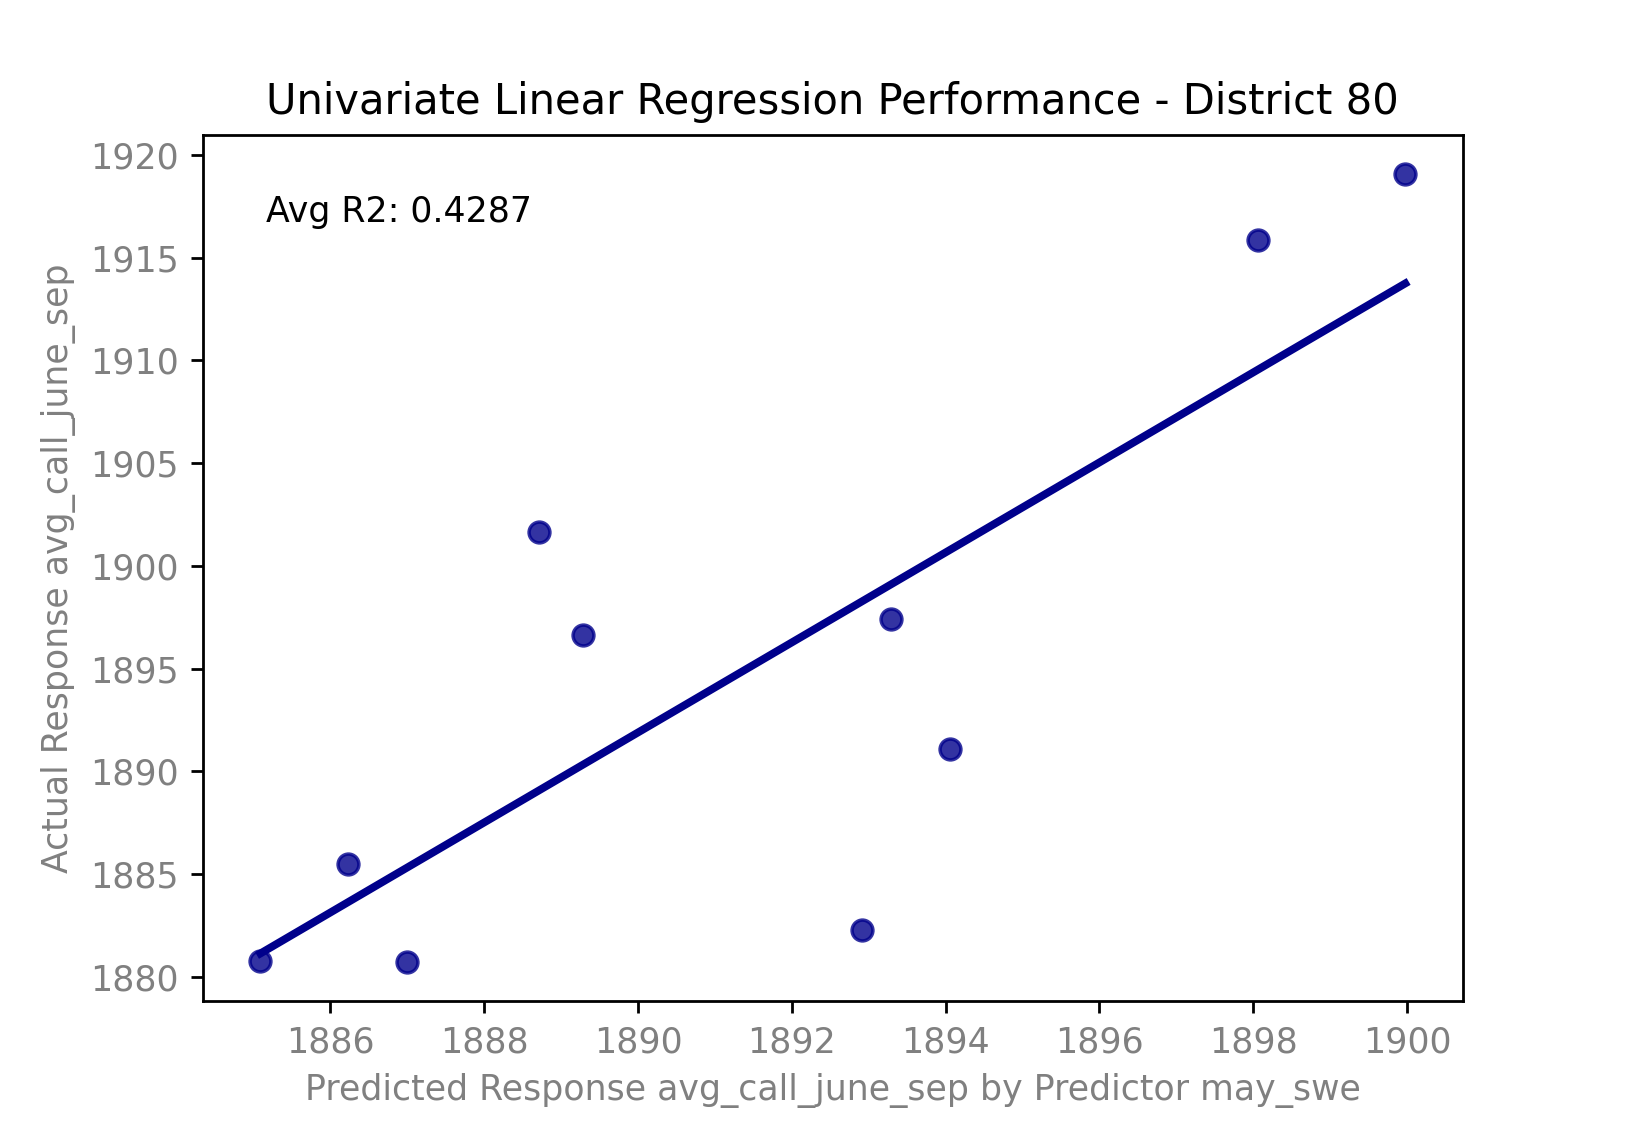 Univariate Linear Regression Performance - District 80
Avg R2: 0.4287
Actual Response avg_call_june_sep
1920
1915
1910
1905
1900
1895
1890
1885
1880
1886 1888 1890 1892 1894 1896 1898 1900
Predicted Response avg_call_june_sep by Predictor may_swe